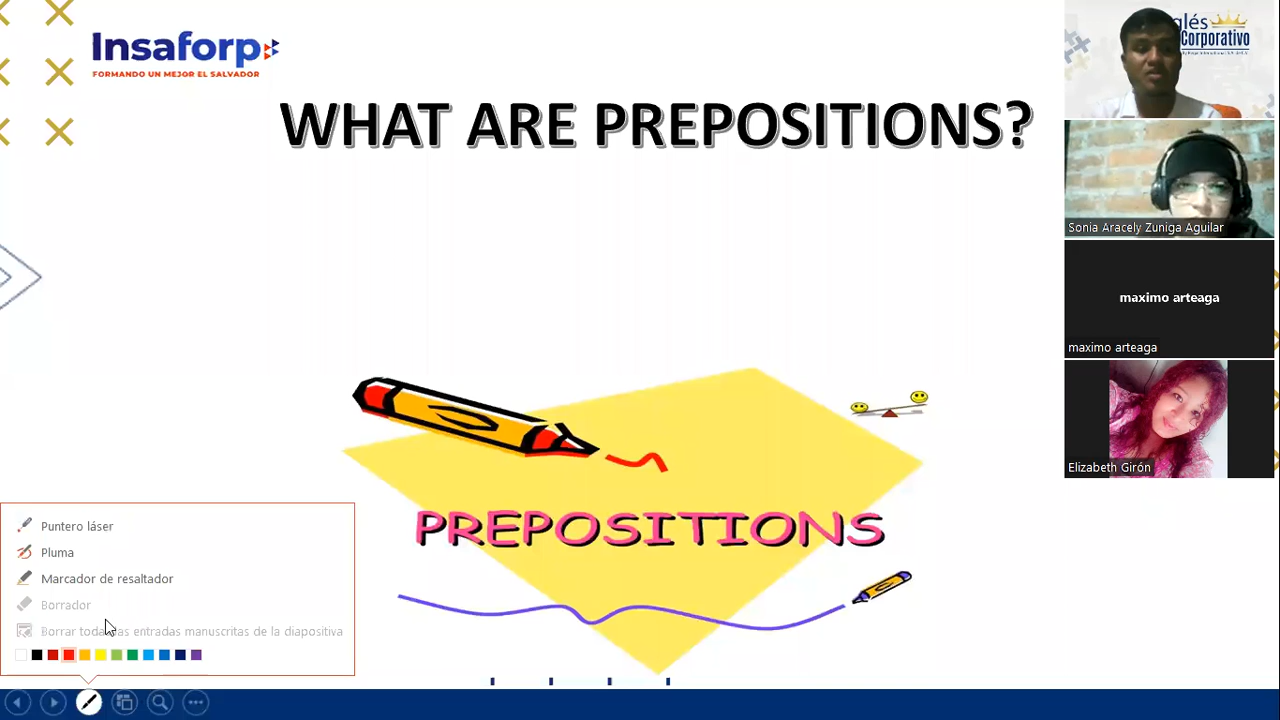 Insaforp
FORMANDO UN MEJOR EL SALVADOR
WHAT ARE PREPOSITIONS?
PREPOSITIONS
Corporativo
Sonia Aracely Zuniga Aguilar
maximo arteaga
maximo arteaga
Elizabeth Girón
Puntero láser
Pluma
Marcador de resaltador
Borrador
Borrar todas las entradas manuscritas de la diapositiva